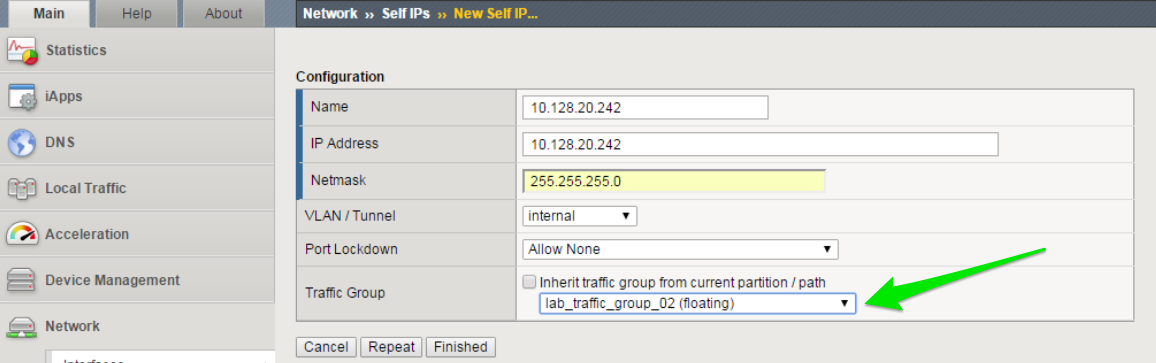 Main Help About
Network ›› Self IPs ›› New Self IP...
Statistics
iApps
DNS
Local Traffic
Acceleration
Device Management
Network
Interfaces
Configuration
Name 10.128.20.242
IP Address 10.128.20.242
Netmask 255.255.255.0
VLAN / Tunnel internal
Port Lockdown Allow None
Traffic Group Inherit traffic group from current partition / path
lab_traffic_group_02 (floating)
Cancel Repeat Finished